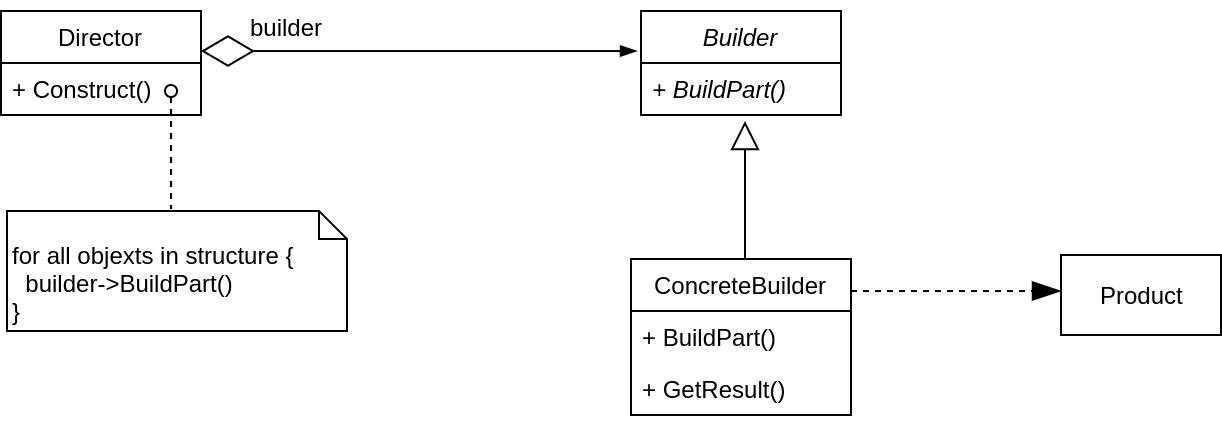 Director
+ Construct()
builder
Builder
+ BuildPart()
for all objexts in structure {
builder->BuildPart()
}
ConcreteBuilder
+ BuildPart()
+ GetResult()
Product